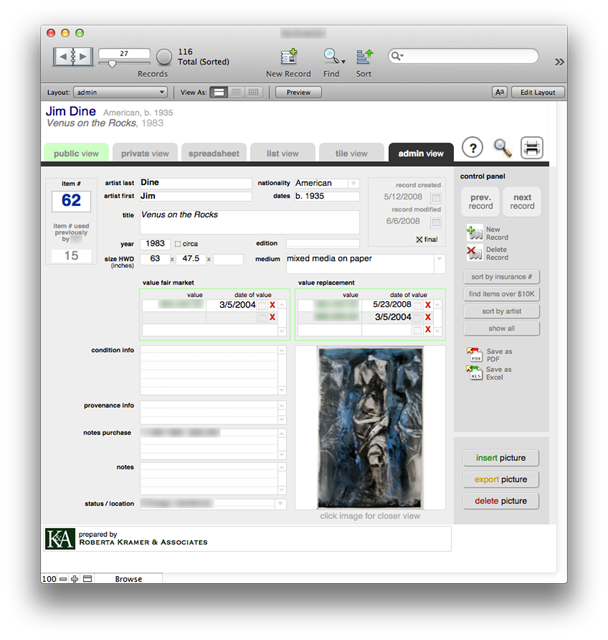 27
116
Total (Sorted)
Records
New Record
Find
Sort
Layout: admin
View As:
Preview
Aa
Edit Layout
Jim Dine American, b. 1935
Venus on the Rocks, 1983
public view
private view
spreadsheet
list view
tile view
admin view
?
item #
62
item # used
previously
by
15
artist last Dine
artist first Jim
nationality American
dates b. 1935
title Venus on the Rocks
year 1983 circa
edition
size HWD 63 x 47.5 x
(inches)
medium mixed media on paper
record created
5/12/2008
record modified
6/6/2008
final
control panel
prev.
record
next
record
New
Record
Delete
Record
sort by insurance #
find items over $10K
sort by artist
show all
PDF
Save as
PDF
XLS
Save as
Excel
value fair market
value date of value
3/5/2004 X
X
value replacement
value date of value
5/23/2008 X
3/5/2004 X
X
condition info
provenance info
notes purchase
notes
status / location
click image for closer view
insert picture
export picture
delete picture
K&A
prepared by
ROBERTA KRAMER & ASSOCIATES
100
Browse